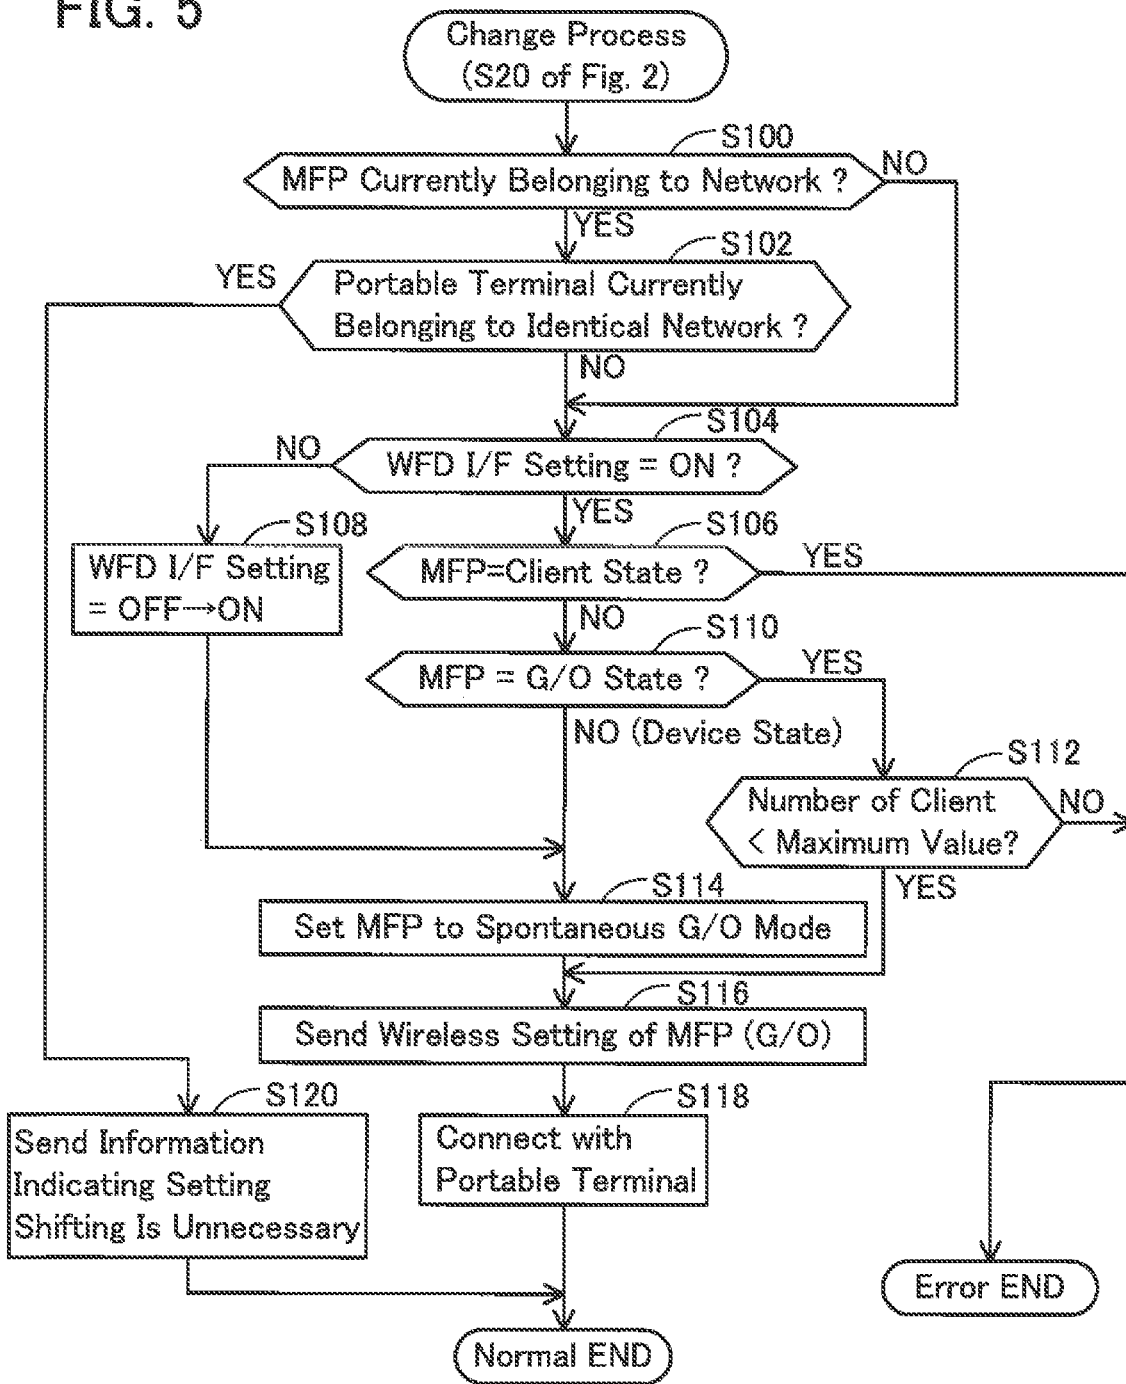 FIG. 5
Change Process
(S20 of Fig. 2)
S100
MFP Currently Belonging to Network ?
NO
YES
S102
YES
Portable Terminal Currently
Belonging to Identical Network ?
NO
S104
NO
WFD I/F Setting = ON ?
YES
S106
S108
WFD I/F Setting
= OFF→ON
MFP=Client State ?
YES
NO
S110
MFP = G/O State ?
YES
NO (Device State)
S112
Number of Client
< Maximum Value?
NO
YES
S114
Set MFP to Spontaneous G/O Mode
S116
Send Wireless Setting of MFP (G/O)
S120
Send Information
Indicating Setting
Shifting Is Unnecessary
S118
Connect with
Portable Terminal
Error END
Normal END